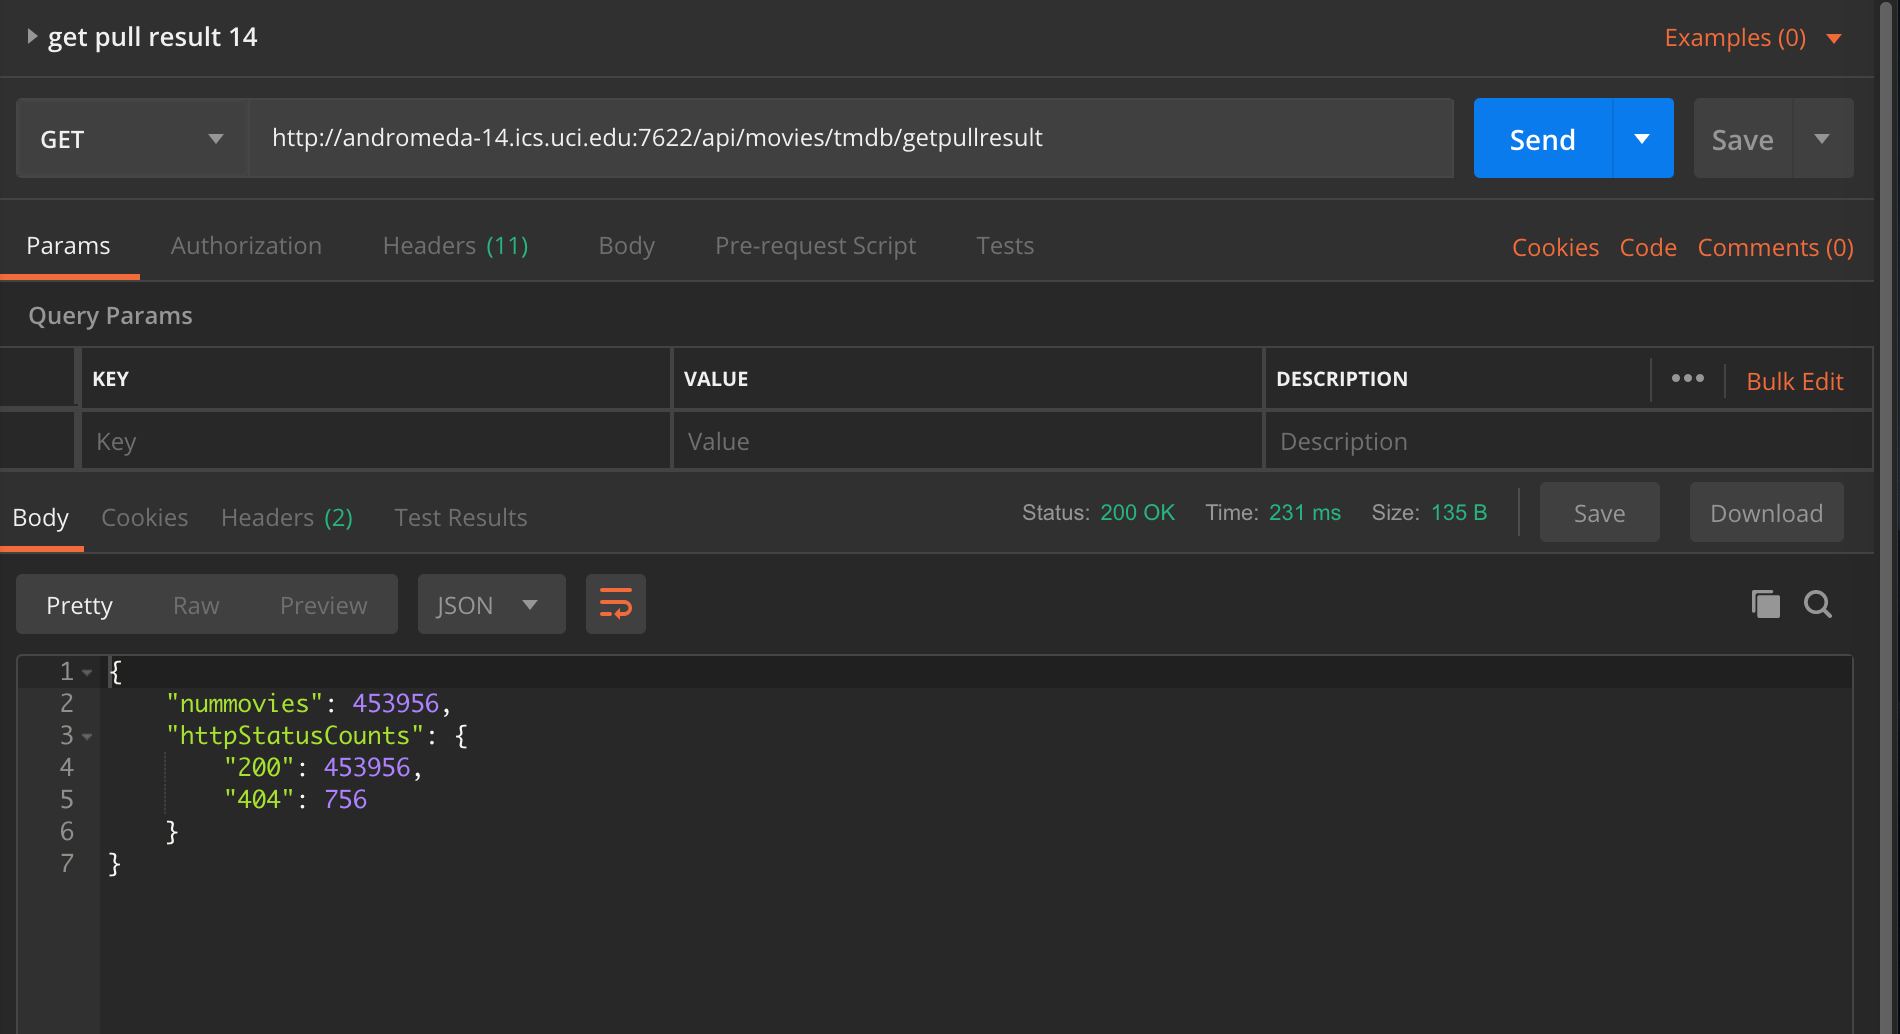 get pull result 14 Examples (0)
GET http://andromeda-14.ics.uci.edu:7622/api/movies/tmdb/getpullresult Send Save
Params Authorization Headers (11) Body Pre-request Script Tests Cookies Code Comments (0)
Query Params
KEY VALUE DESCRIPTION ••• Bulk Edit
Key Value Description
Body Cookies Headers (2) Test Results Status: 200 OK Time: 231 ms Size: 135 B Save Download
Pretty Raw Preview JSON
1 {
2 "nummovies": 453956,
3 "httpStatusCounts": {
4 "200": 453956,
5 "404": 756
6 }
7 }